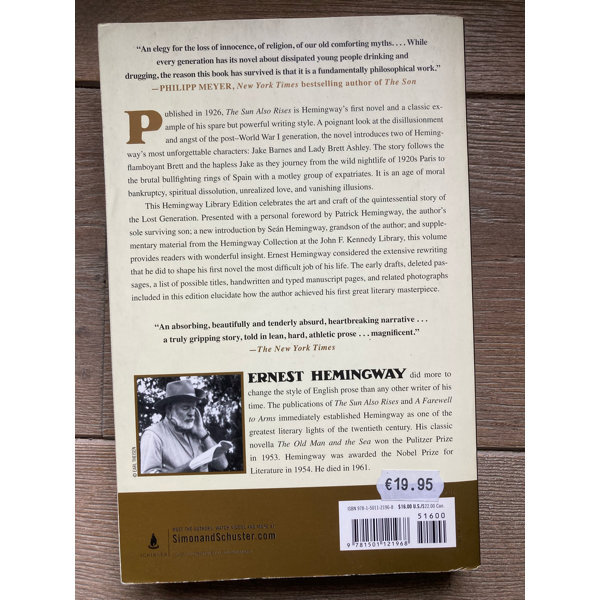 “An elegy for the loss of innocence, of religion, of our old comforting myths. . . . While
every generation has its novel about dissipated young people drinking and
drugging, the reason this book has survived is that it is a fundamentally philosophical work.”
—PHILIPP MEYER, New York Times bestselling author of The Son
Published in 1926, The Sun Also Rises is Hemingway’s first novel and a classic ex-
ample of his spare but powerful writing style. A poignant look at the disillusionment
and angst of the post–World War I generation, the novel introduces two of Heming-
way’s most unforgettable characters: Jake Barnes and Lady Brett Ashley. The story follows the
flamboyant Brett and the hapless Jake as they journey from the wild nightlife of 1920s Paris to
the brutal bullfighting rings of Spain with a motley group of expatriates. It is an age of moral
bankruptcy, spiritual dissolution, unrealized love, and vanishing illusions.
This Hemingway Library Edition celebrates the art and craft of the quintessential story of
the Lost Generation. Presented with a personal foreword by Patrick Hemingway, the author’s
sole surviving son; a new introduction by Seán Hemingway, grandson of the author; and supple-
mentary material from the Hemingway Collection at the John F. Kennedy Library, this volume
provides readers with wonderful insight. Ernest Hemingway considered the extensive rewriting
that he did to shape his first novel the most difficult job of his life. The early drafts, deleted pas-
sages, a list of possible titles, handwritten and typed manuscript pages, and related photographs
included in this edition elucidate how the author achieved his first great literary masterpiece.
“An absorbing, beautifully and tenderly absurd, heartbreaking narrative . . .
a truly gripping story, told in lean, hard, athletic prose . . . magnificent.”
—The New York Times
ERNEST HEMINGWAY did more to
change the style of English prose than any other writer of his
time. The publications of The Sun Also Rises and A Farewell
to Arms immediately established Hemingway as one of the
greatest literary lights of the twentieth century. His classic
novella The Old Man and the Sea won the Pulitzer Prize
in 1953. Hemingway was awarded the Nobel Prize for
Literature in 1954. He died in 1961.
© EARL THEISEN
€19.95
ISBN 978-1-5011-2196-8 $16.00 U.S./$22.00 Can.
51600
9 781501 121968
MEET THE AUTHORS, WATCH VIDEOS AND MORE AT
SimonandSchuster.com
SCRIBNER